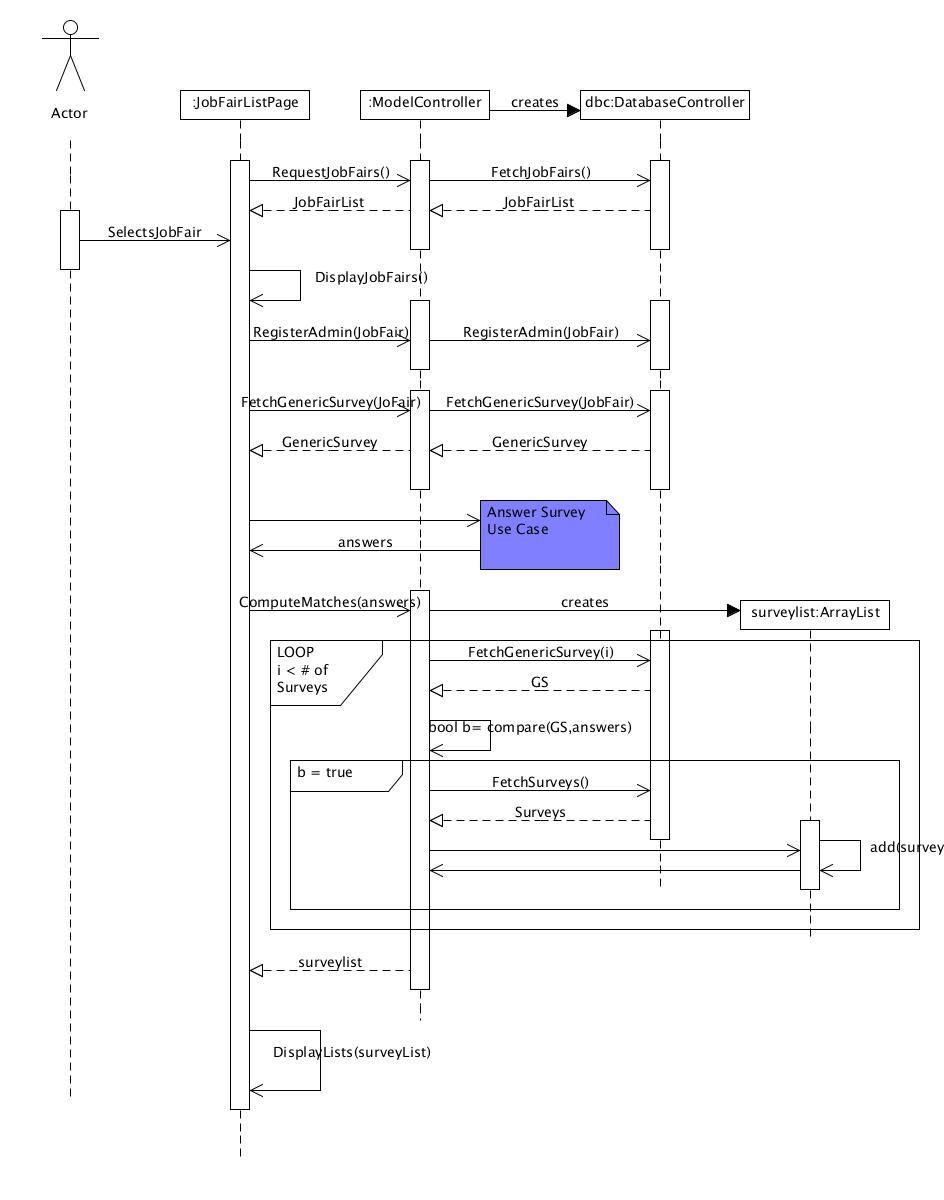 Actor
:JobFairListPage
:ModelController
creates
dbc:DatabaseController
RequestJobFairs()
FetchJobFairs()
JobFairList
JobFairList
SelectsJobFair
DisplayJobFairs()
RegisterAdmin(JobFair)
RegisterAdmin(JobFair)
FetchGenericSurvey(JoFair)
FetchGenericSurvey(JobFair)
GenericSurvey
GenericSurvey
Answer Survey
Use Case
answers
ComputeMatches(answers)
creates
surveylist:ArrayList
LOOP
i < # of
Surveys
FetchGenericSurvey(i)
GS
bool b= compare(GS,answers)
b = true
FetchSurveys()
Surveys
add(survey
surveylist
DisplayLists(surveyList)